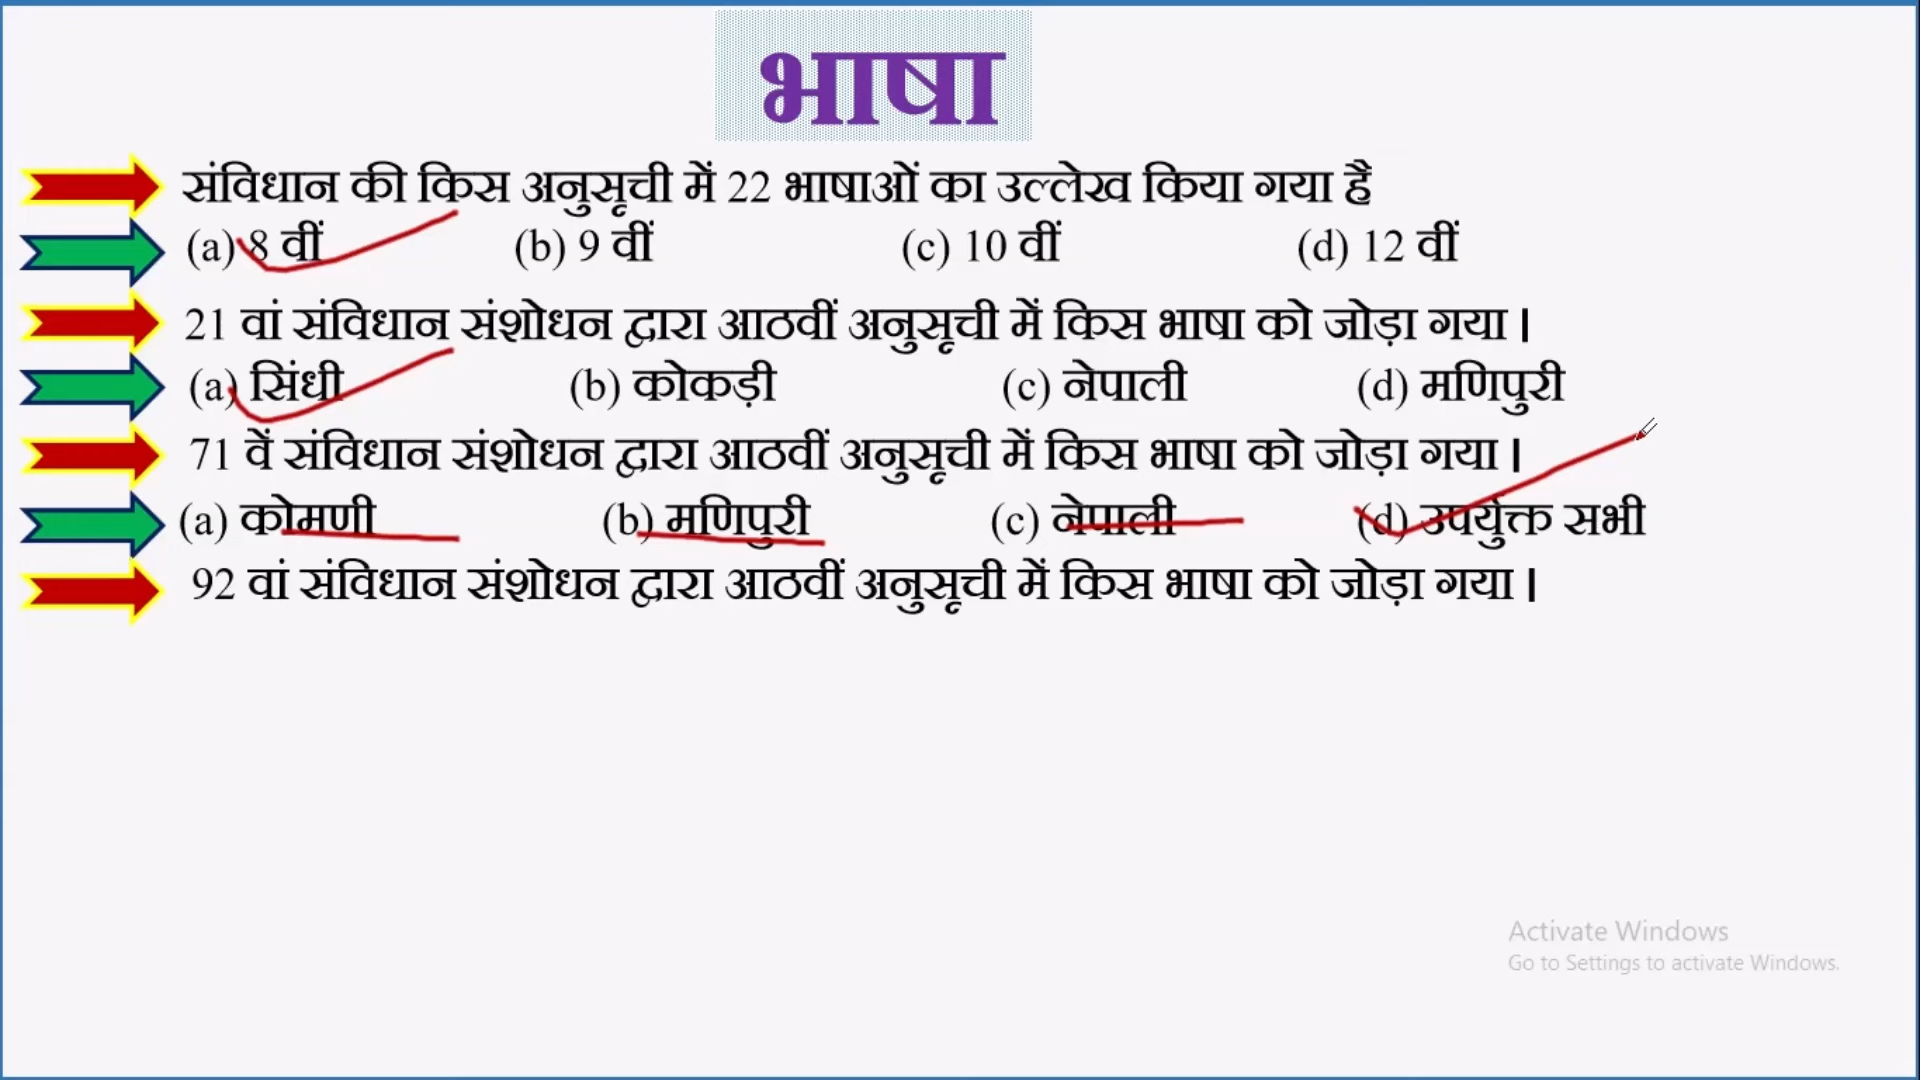 भाषा
संविधान की किस अनुसूची में 22 भाषाओं का उल्लेख किया गया है
(a) 8 वीं (b) 9 वीं (c) 10 वीं (d) 12 वीं
21 वां संविधान संशोधन द्वारा आठवीं अनुसूची में किस भाषा को जोड़ा गया ।
(a) सिंधी (b) कोकड़ी (c) नेपाली (d) मणिपुरी
71 वें संविधान संशोधन द्वारा आठवीं अनुसूची में किस भाषा को जोड़ा गया ।
(a) कोमणी (b) मणिपुरी (c) नेपाली (d) उपर्युक्त सभी
92 वां संविधान संशोधन द्वारा आठवीं अनुसूची में किस भाषा को जोड़ा गया ।
Activate Windows
Go to Settings to activate Windows.